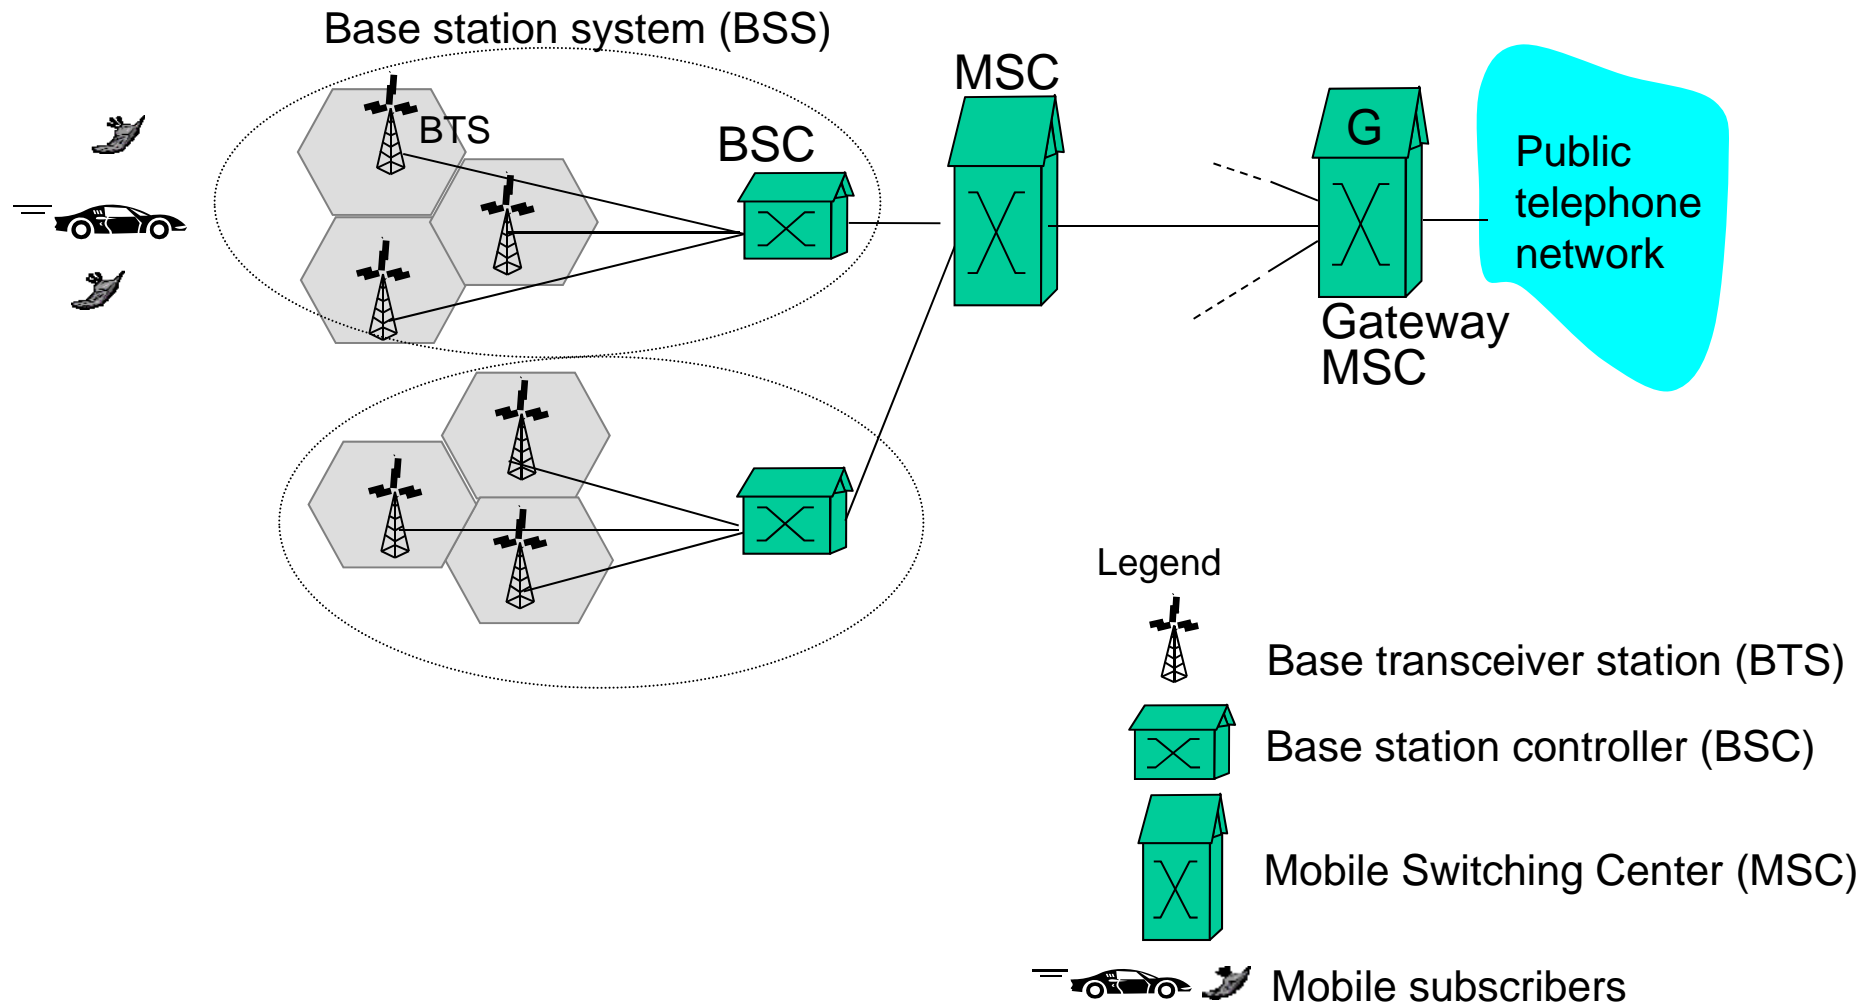 Base station system (BSS)
BTS
BSC
MSC
G
Gateway
MSC
Public
telephone
network
Legend
Base transceiver station (BTS)
Base station controller (BSC)
Mobile Switching Center (MSC)
Mobile subscribers